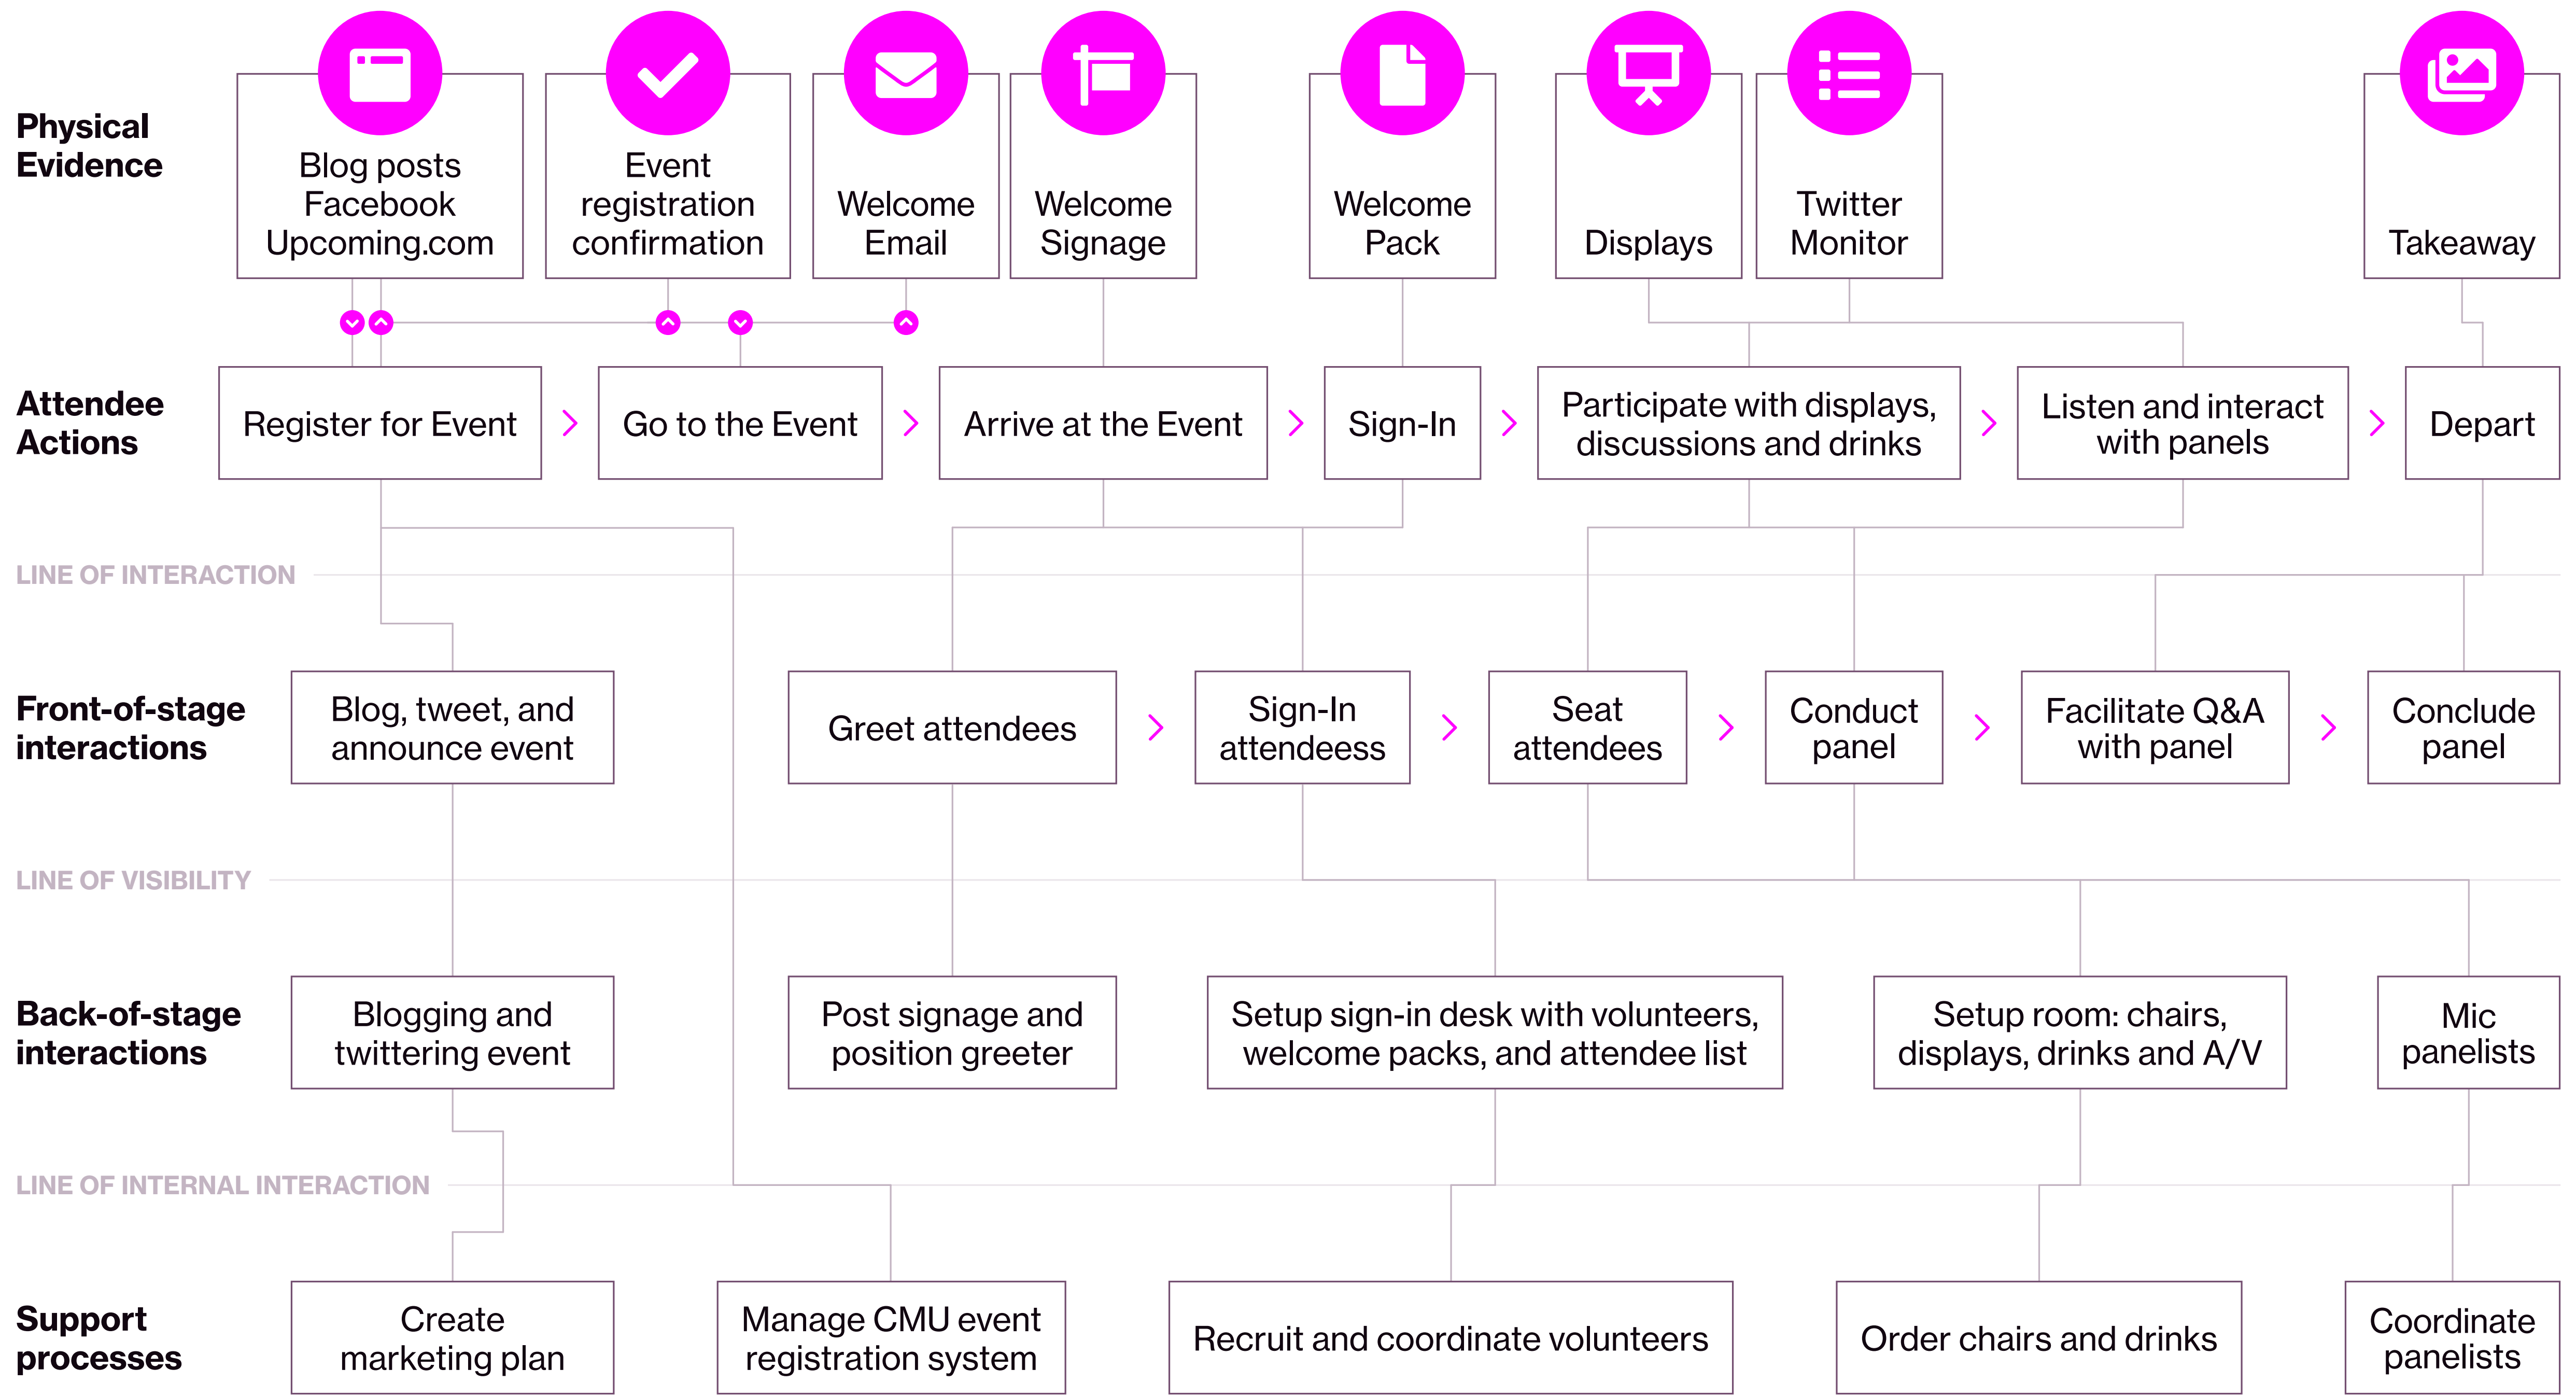 Physical
Evidence
Blog posts
Facebook
Upcoming.com
Event
registration
confirmation
Welcome
Email
Welcome
Signage
Welcome
Pack
Displays
Twitter
Monitor
Takeaway
Attendee
Actions
Register for Event
Go to the Event
Arrive at the Event
Sign-In
Participate with displays,
discussions and drinks
Listen and interact
with panels
Depart
LINE OF INTERACTION
Front-of-stage
interactions
Blog, tweet, and
announce event
Greet attendees
Sign-In
attendeess
Seat
attendees
Conduct
panel
Facilitate Q&A
with panel
Conclude
panel
LINE OF VISIBILITY
Back-of-stage
interactions
Blogging and
twittering event
Post signage and
position greeter
Setup sign-in desk with volunteers,
welcome packs, and attendee list
Setup room: chairs,
displays, drinks and A/V
Mic
panelists
LINE OF INTERNAL INTERACTION
Support
processes
Create
marketing plan
Manage CMU event
registration system
Recruit and coordinate volunteers
Order chairs and drinks
Coordinate
panelists